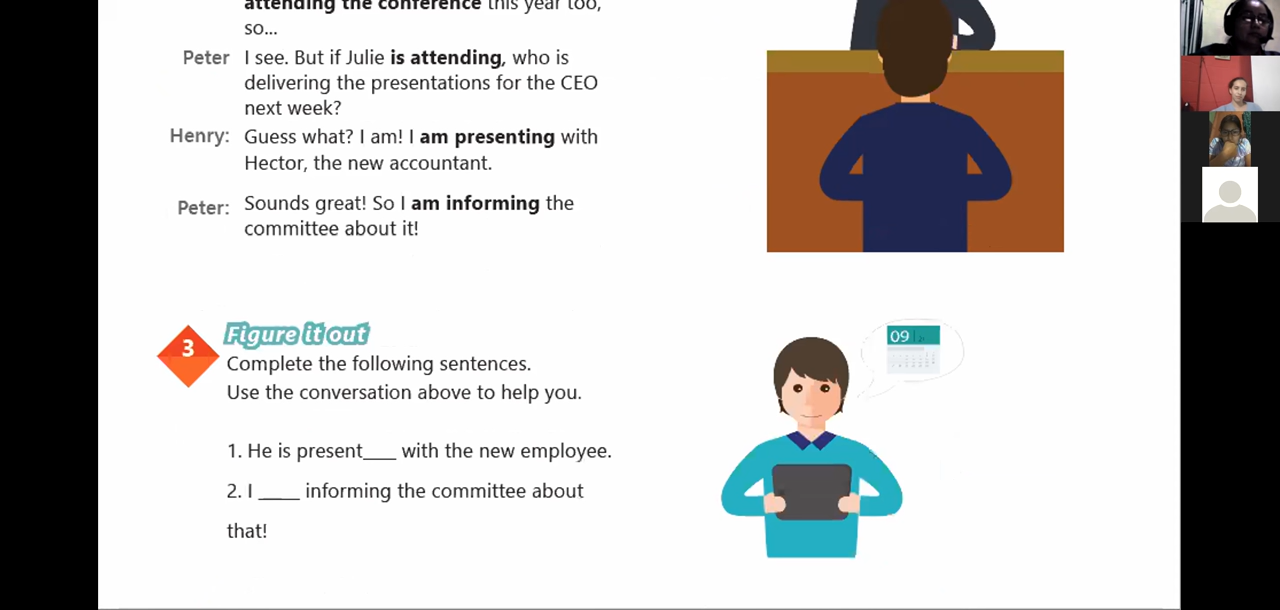 attending the conference this year too,
so...
Peter I see. But if Julie is attending, who is
delivering the presentations for the CEO
next week?
Henry: Guess what? I am! I am presenting with
Hector, the new accountant.
Peter: Sounds great! So I am informing the
committee about it!
3 Figure it out
Complete the following sentences.
Use the conversation above to help you.
1. He is present___ with the new employee.
2. I ____ informing the committee about
that!
09